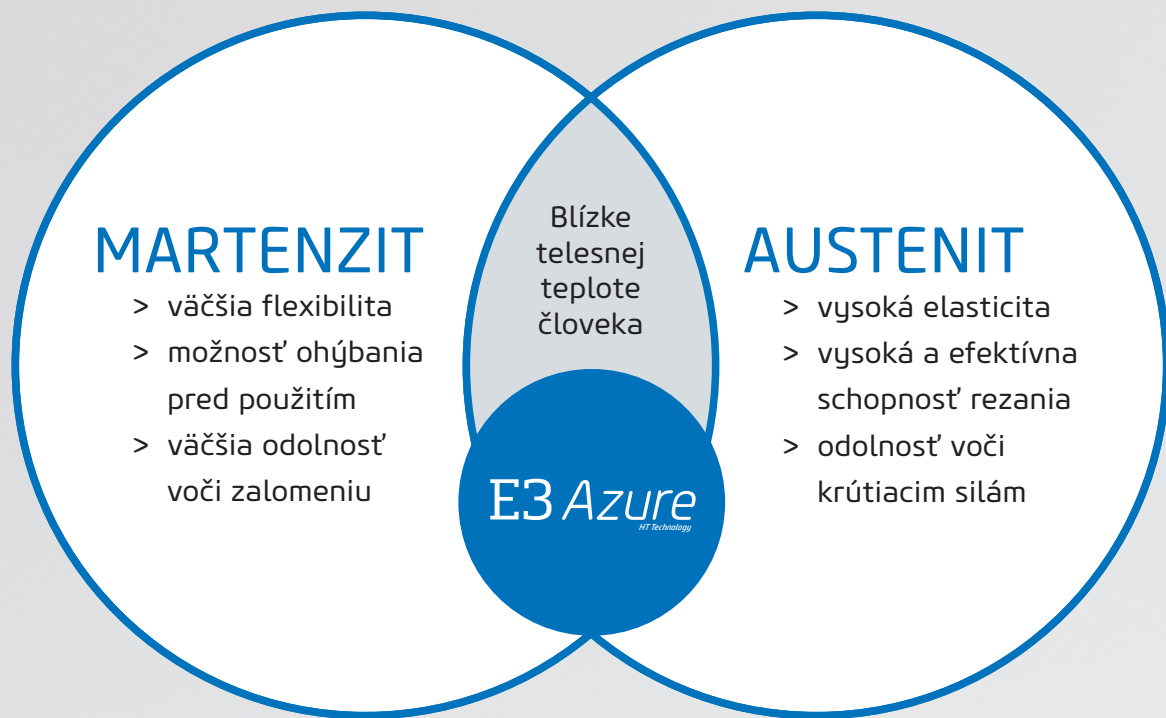 MARTENZIT
> väčšia flexibilita
> možnosť ohýbania
pred použitím
> väčšia odolnosť
voči zalomeniu
Blízke
telesnej
teplote
človeka
E3 Azure
HT Technology
AUSTENIT
> vysoká elasticita
> vysoká a efektívna
schopnosť rezania
> odolnosť voči
krútiacim silám